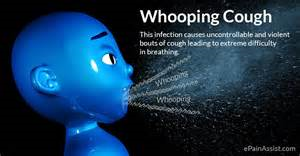 Whooping Cough
This infection causes uncontrollable and violent
bouts of cough leading to extreme difficulty
in breathing.
Whooping
Whooping
Whooping
ePainAssist.com